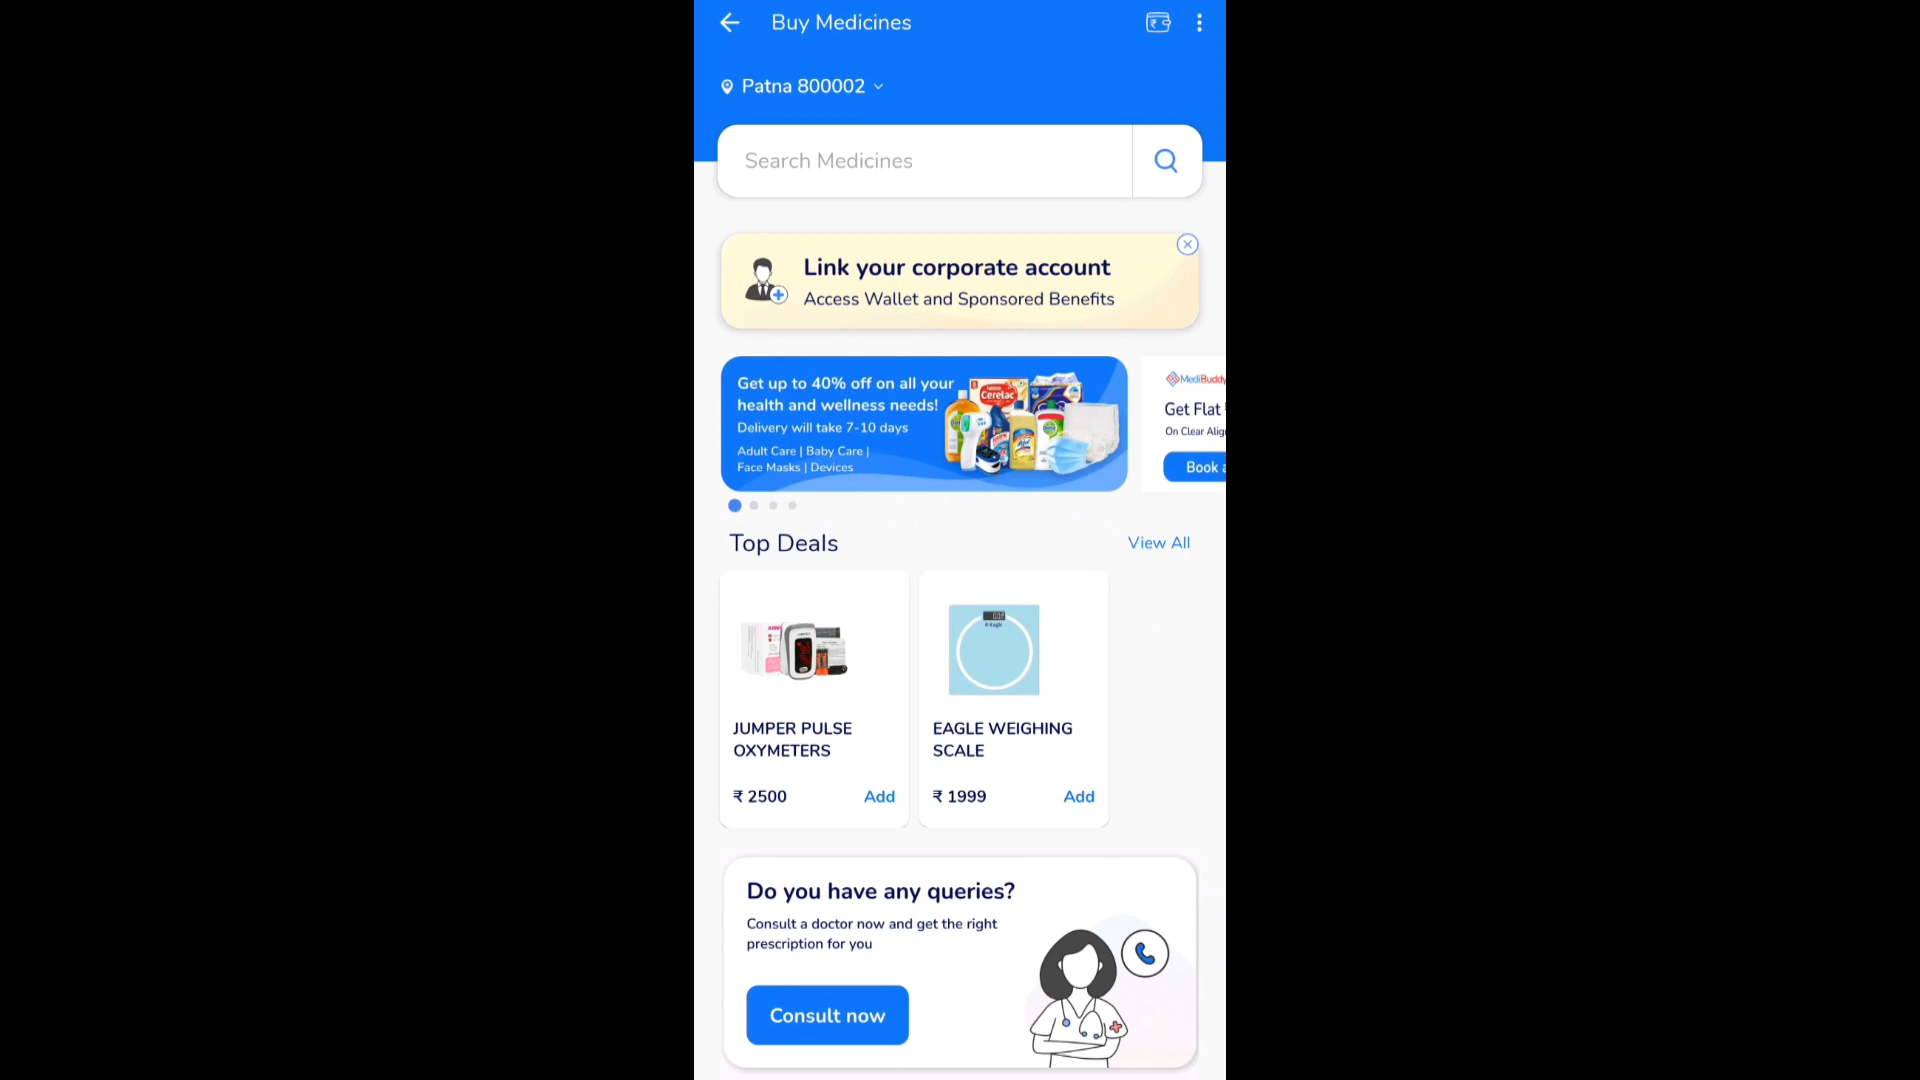 Buy Medicines
Patna 800002
Search Medicines
Link your corporate account
Access Wallet and Sponsored Benefits
Get up to 40% off on all your
health and wellness needs!
Delivery will take 7-10 days
Adult Care | Baby Care |
Face Masks | Devices
Cerelac
MediBuddy
Get Flat
On Clear Alig
Book a
Top Deals
View All
Eagle
JUMPER PULSE
OXYMETERS
₹ 2500
Add
EAGLE WEIGHING
SCALE
₹ 1999
Add
Do you have any queries?
Consult a doctor now and get the right
prescription for you
Consult now